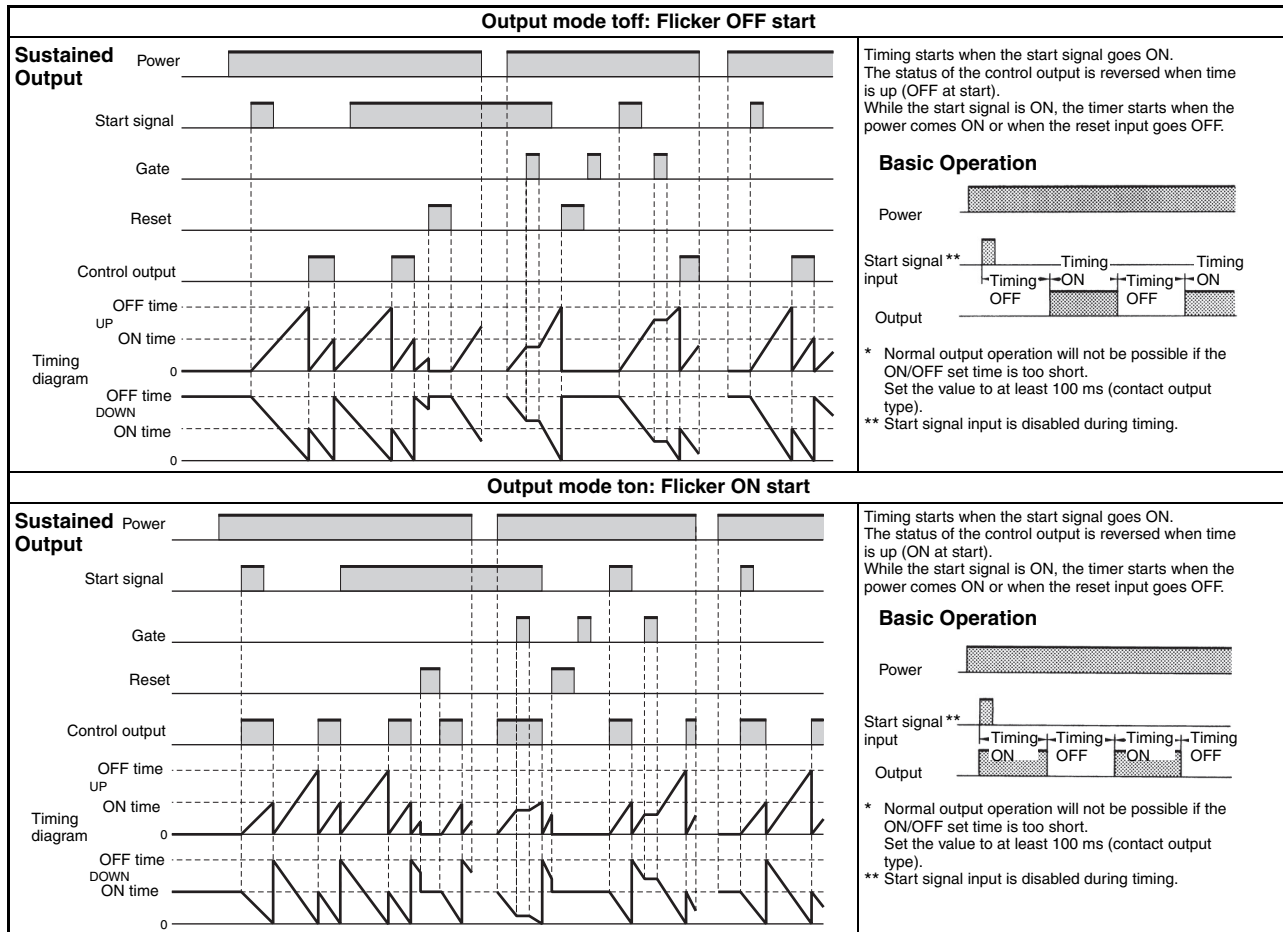 Output mode toff: Flicker OFF start
Sustained
Output
Power
Start signal
Gate
Reset
Control output
OFF time
UP
ON time
Timing
diagram
0
OFF time
DOWN
ON time
0
Timing starts when the start signal goes ON.
The status of the control output is reversed when time
is up (OFF at start).
While the start signal is ON, the timer starts when the
power comes ON or when the reset input goes OFF.
Basic Operation
Power
Start signal **
input
Timing
OFF
Timing
ON
Timing
OFF
Timing
ON
Output
* Normal output operation will not be possible if the
ON/OFF set time is too short.
Set the value to at least 100 ms (contact output
type).
** Start signal input is disabled during timing.
Output mode ton: Flicker ON start
Sustained
Output
Power
Start signal
Gate
Reset
Control output
OFF time
UP
ON time
Timing
diagram
0
OFF time
DOWN
ON time
0
Timing starts when the start signal goes ON.
The status of the control output is reversed when time
is up (ON at start).
While the start signal is ON, the timer starts when the
power comes ON or when the reset input goes OFF.
Basic Operation
Power
Start signal **
input
Timing
ON
Timing
OFF
Timing
ON
Timing
OFF
Output
* Normal output operation will not be possible if the
ON/OFF set time is too short.
Set the value to at least 100 ms (contact output
type).
** Start signal input is disabled during timing.